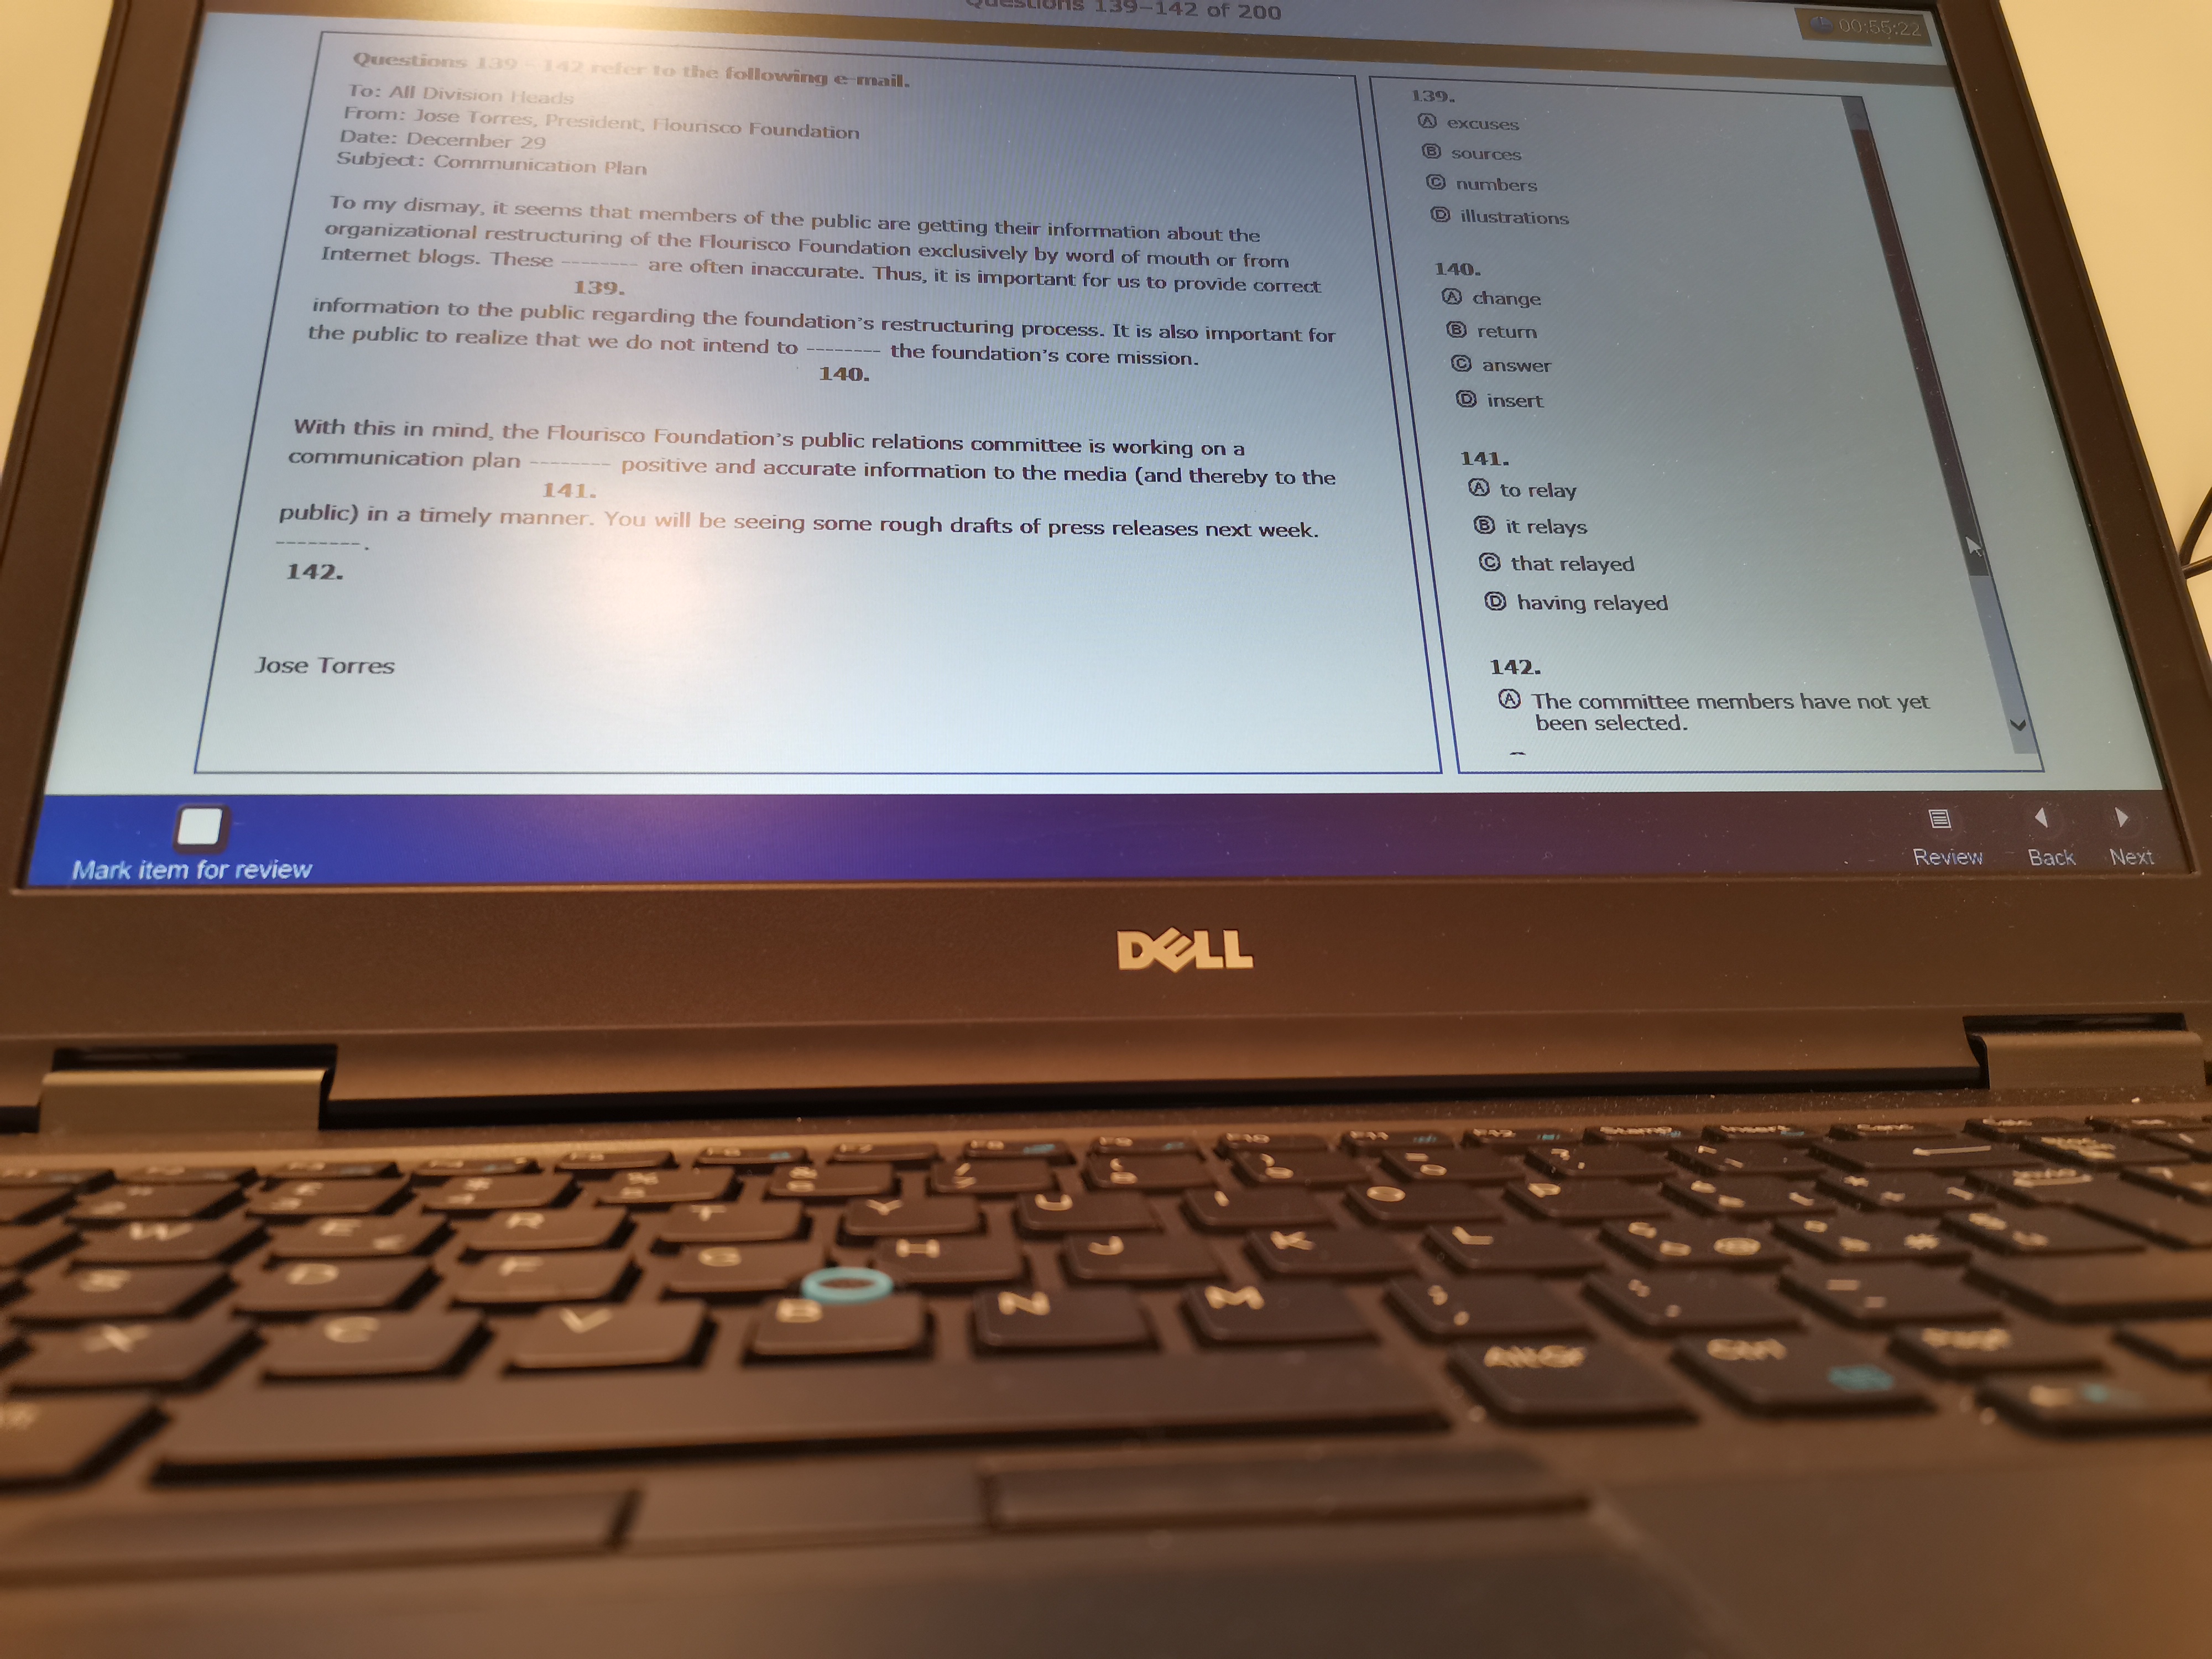 Questions 139–142 of 200
00:55:22
Questions 139 - 142 refer to the following e-mail.
To: All Division Heads
From: Jose Torres, President, Flourisco Foundation
Date: December 29
Subject: Communication Plan
To my dismay, it seems that members of the public are getting their information about the
organizational restructuring of the Flourisco Foundation exclusively by word of mouth or from
Internet blogs. These -------- are often inaccurate. Thus, it is important for us to provide correct
139.
information to the public regarding the foundation's restructuring process. It is also important for
the public to realize that we do not intend to -------- the foundation's core mission.
140.
With this in mind, the Flourisco Foundation's public relations committee is working on a
communication plan -------- positive and accurate information to the media (and thereby to the
141.
public) in a timely manner. You will be seeing some rough drafts of press releases next week.
--------.
142.
Jose Torres
139.
A excuses
B sources
C numbers
D illustrations
140.
A change
B return
C answer
D insert
141.
A to relay
B it relays
C that relayed
D having relayed
142.
A The committee members have not yet
been selected.
Mark item for review
Review
Back
Next
DELL
W E R T Y U I O P
D F G H J K L
X C V B N M
Alt Gr